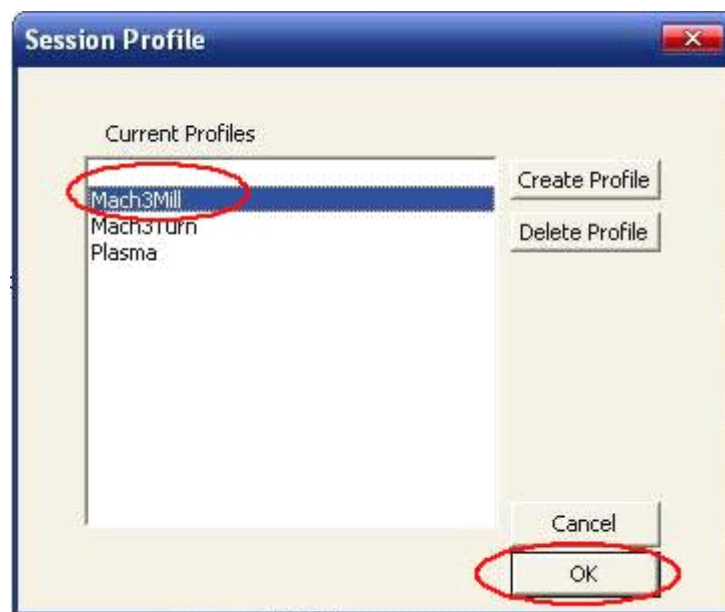 Session Profile
Current Profiles
Mach3Mill
Mach3Turn
Plasma
Create Profile
Delete Profile
Cancel
OK